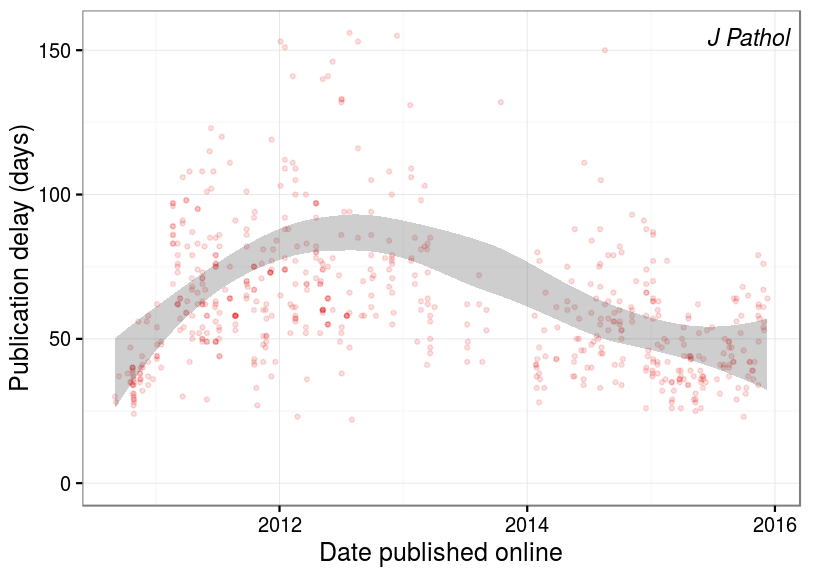 J Pathol
Publication delay (days)
150
100
50
0
2012 2014 2016
Date published online